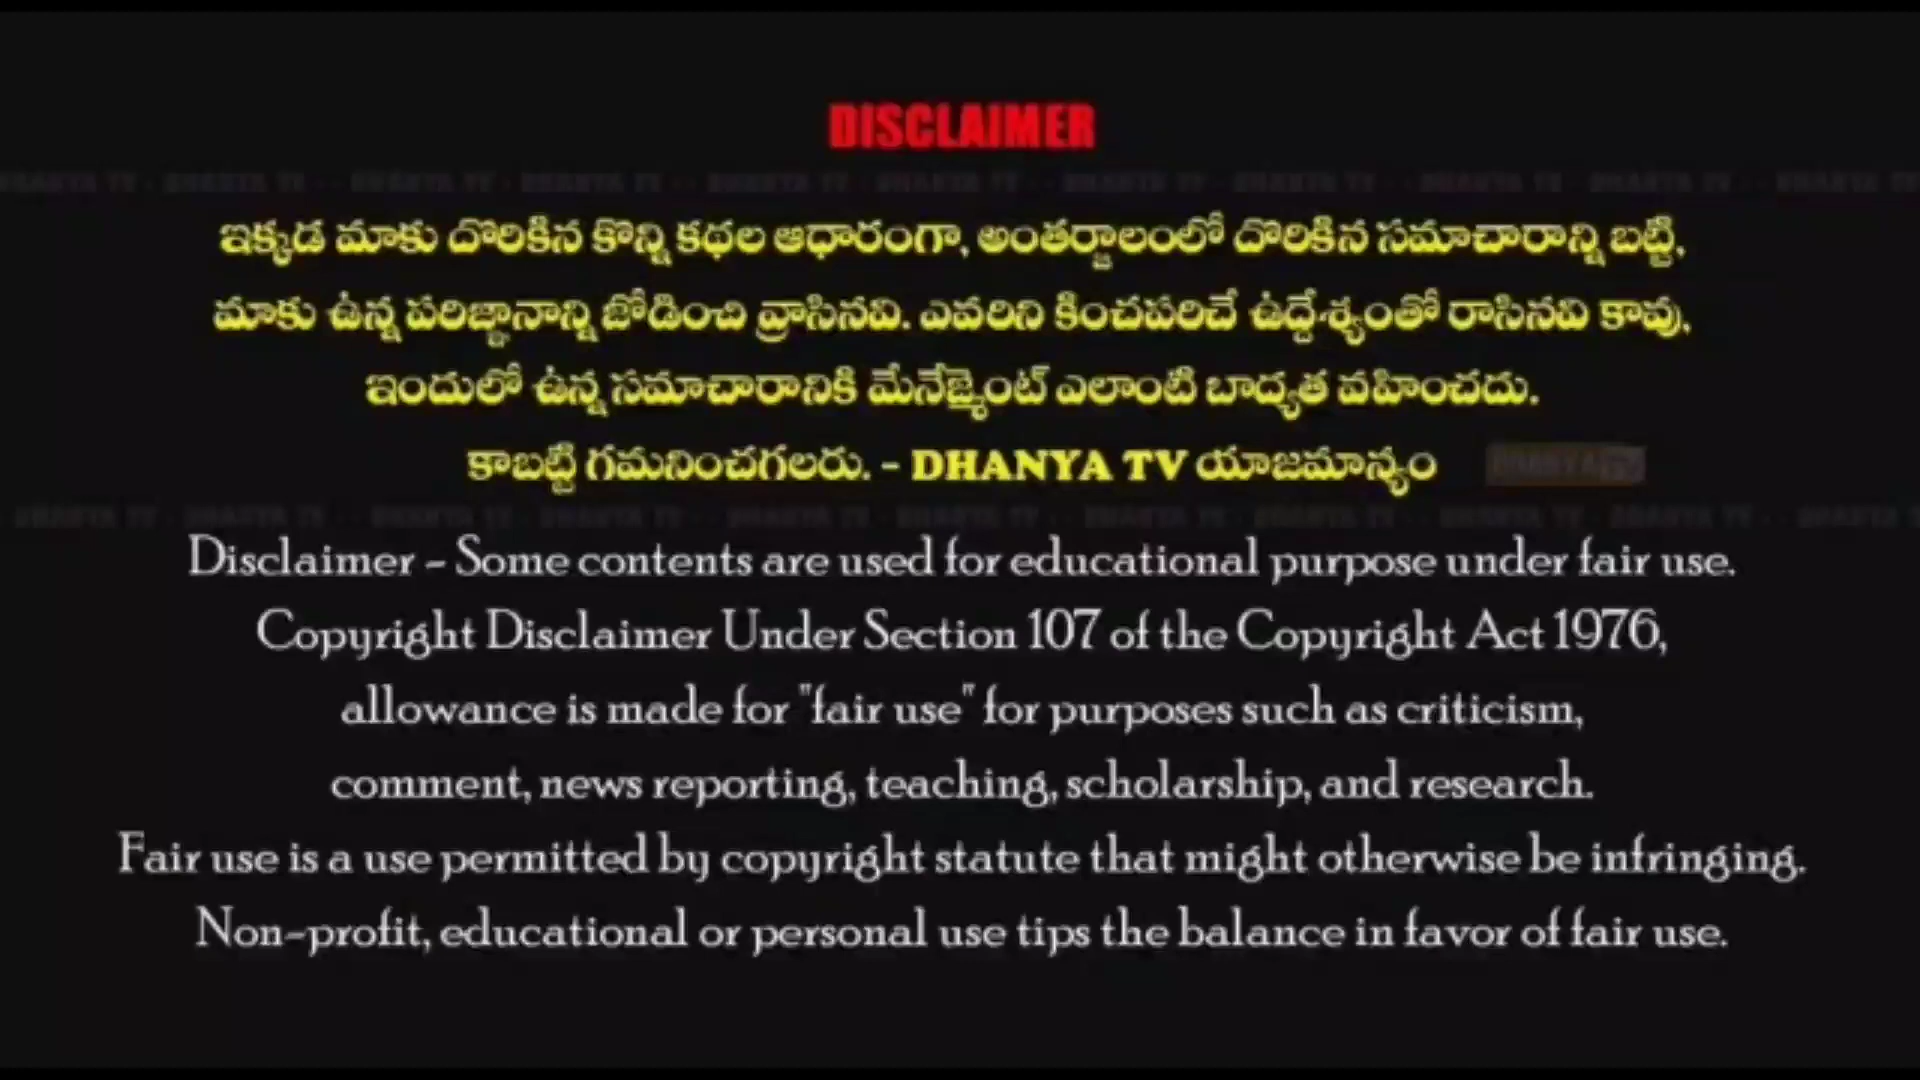 DISCLAIMER
ఇక్కడ మాకు దొరికిన కొన్ని కథల ఆధారంగా, అంతర్జాలంలో దొరికిన సమాచారాన్ని బట్టి,
మాకు ఉన్న పరిజ్ఞానాన్ని జోడించి వ్రాసినవి. ఎవరిని కించపరిచే ఉద్దేశ్యంతో రాసినవి కావు,
ఇందులో ఉన్న సమాచారానికి మేనేజ్మెంట్ ఎలాంటి బాద్యత వహించదు.
కాబట్టి గమనించగలరు. - DHANYA TV యాజమాన్యం
DHANYA TV
Disclaimer - Some contents are used for educational purpose under fair use.
Copyright Disclaimer Under Section 107 of the Copyright Act 1976,
allowance is made for "fair use" for purposes such as criticism,
comment, news reporting, teaching, scholarship, and research.
Fair use is a use permitted by copyright statute that might otherwise be infringing.
Non-profit, educational or personal use tips the balance in favor of fair use.